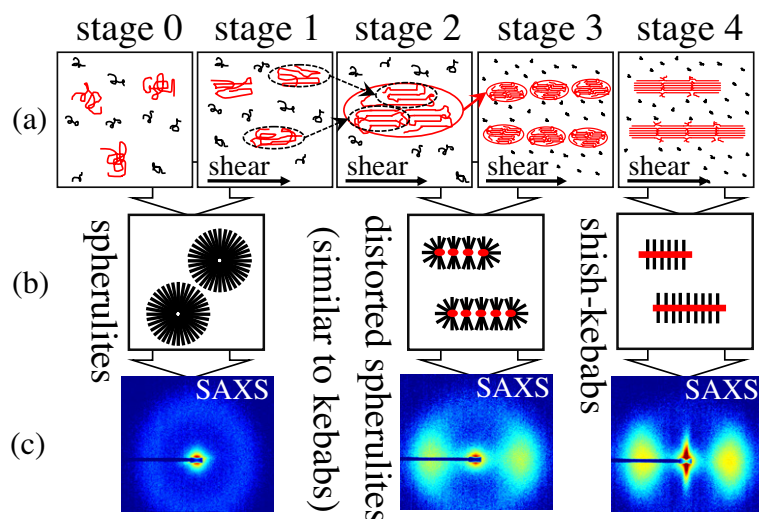 stage 0
stage 1
stage 2
stage 3
stage 4
(a)
shear
shear
shear
shear
(b)
spherulites
distorted spherulites
(similar to kebabs)
shish-kebabs
(c)
SAXS
SAXS
SAXS